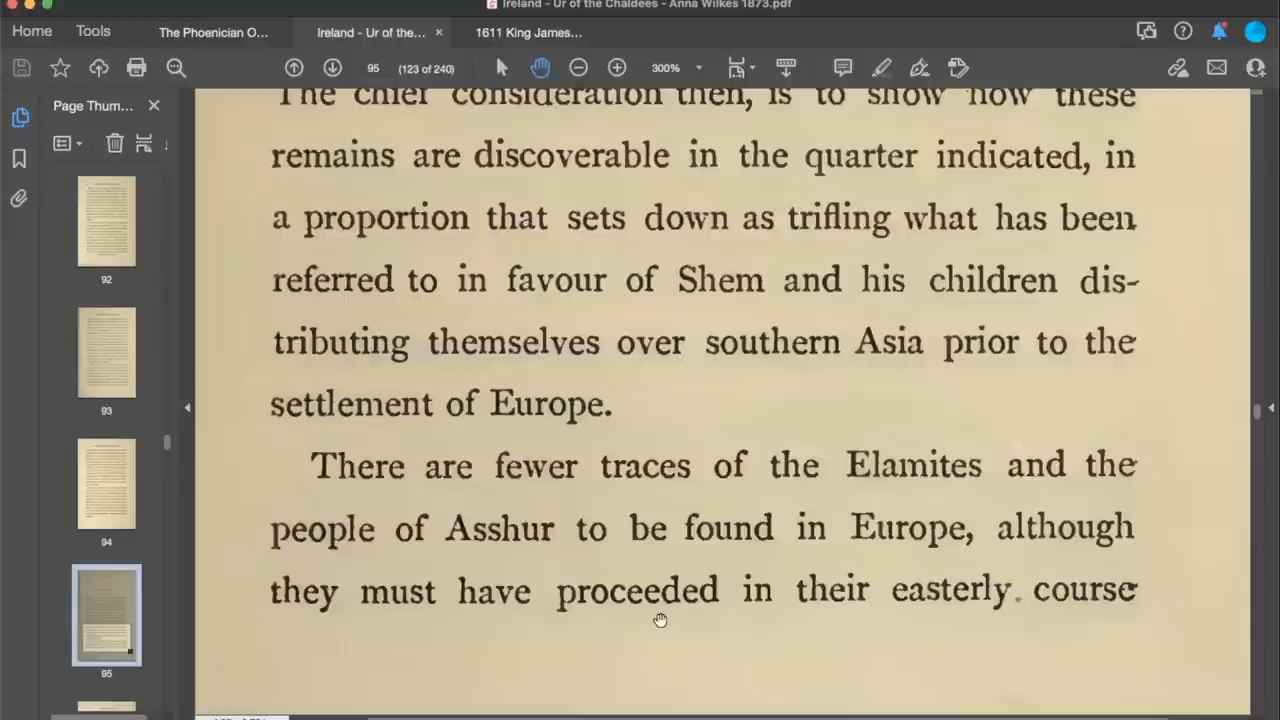 Ireland - Ur of the Chaldees - Anna Wilkes 1873.pdf
Home Tools The Phoenician O... Ireland - Ur of the... × 1611 King James...
95 (123 of 240) 300%
Page Thum...
92
93
94
95
The chief consideration then, is to show how these
remains are discoverable in the quarter indicated, in
a proportion that sets down as trifling what has been
referred to in favour of Shem and his children dis-
tributing themselves over southern Asia prior to the
settlement of Europe.
There are fewer traces of the Elamites and the
people of Asshur to be found in Europe, although
they must have proceeded in their easterly course